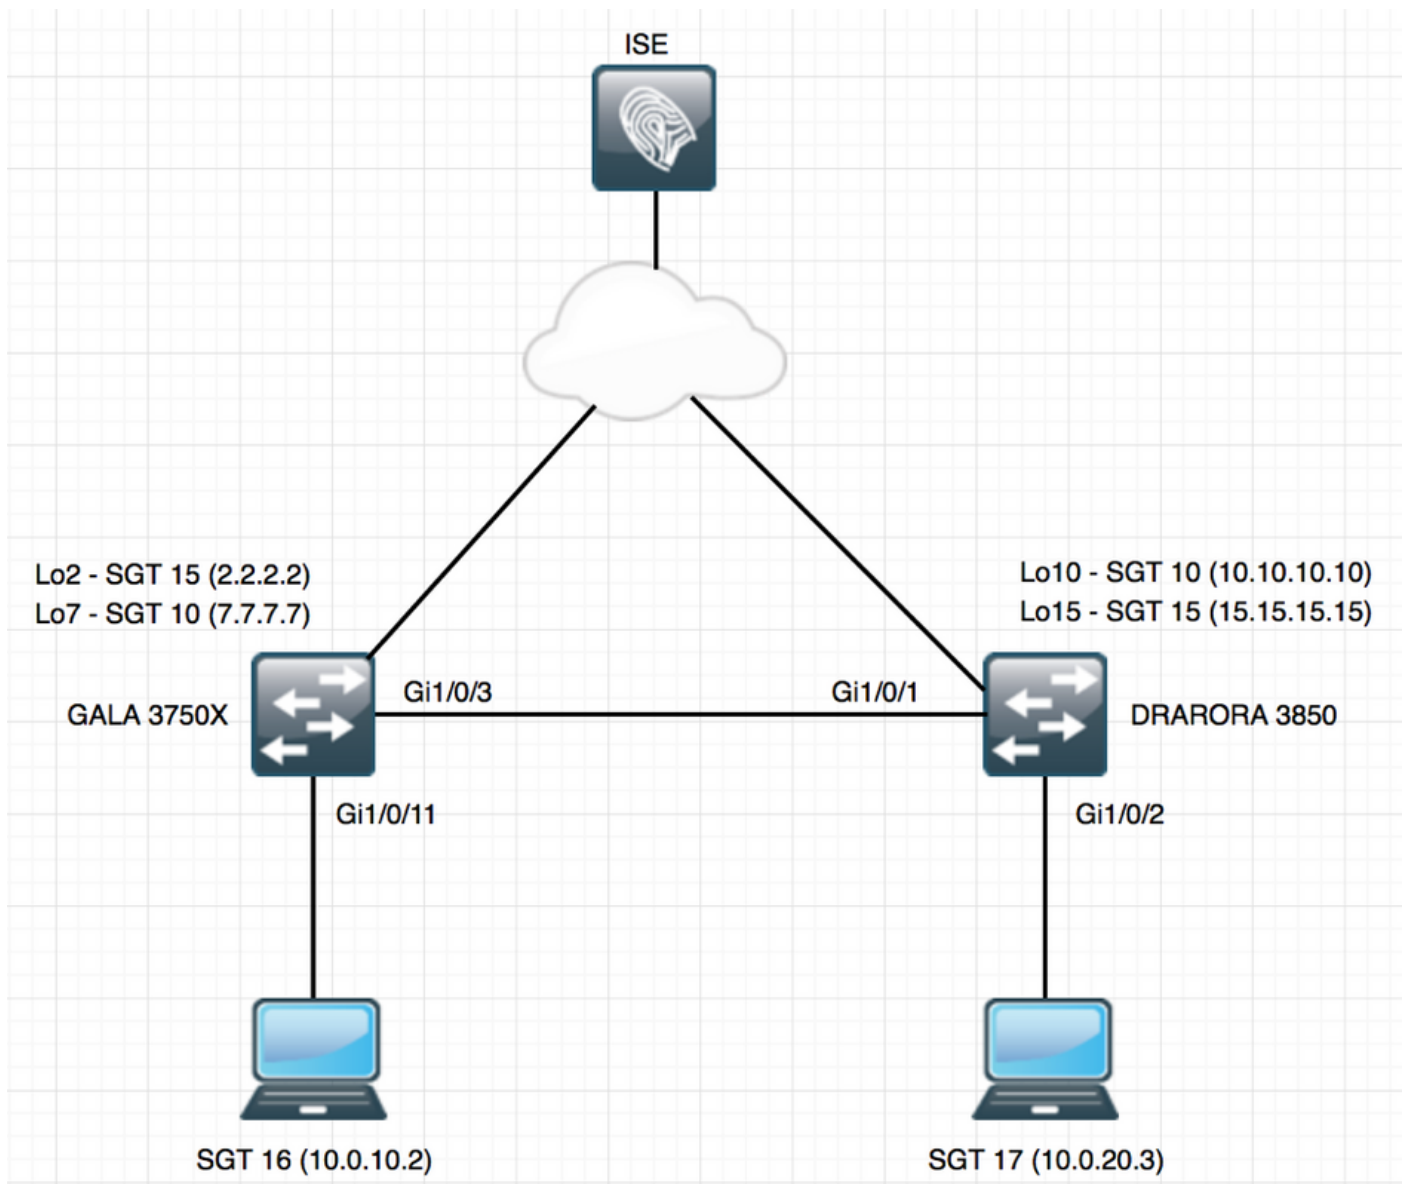 ISE
Lo2 - SGT 15 (2.2.2.2)
Lo7 - SGT 10 (7.7.7.7)
Lo10 - SGT 10 (10.10.10.10)
Lo15 - SGT 15 (15.15.15.15)
GALA 3750X
Gi1/0/3
Gi1/0/1
DRARORA 3850
Gi1/0/11
Gi1/0/2
SGT 16 (10.0.10.2)
SGT 17 (10.0.20.3)